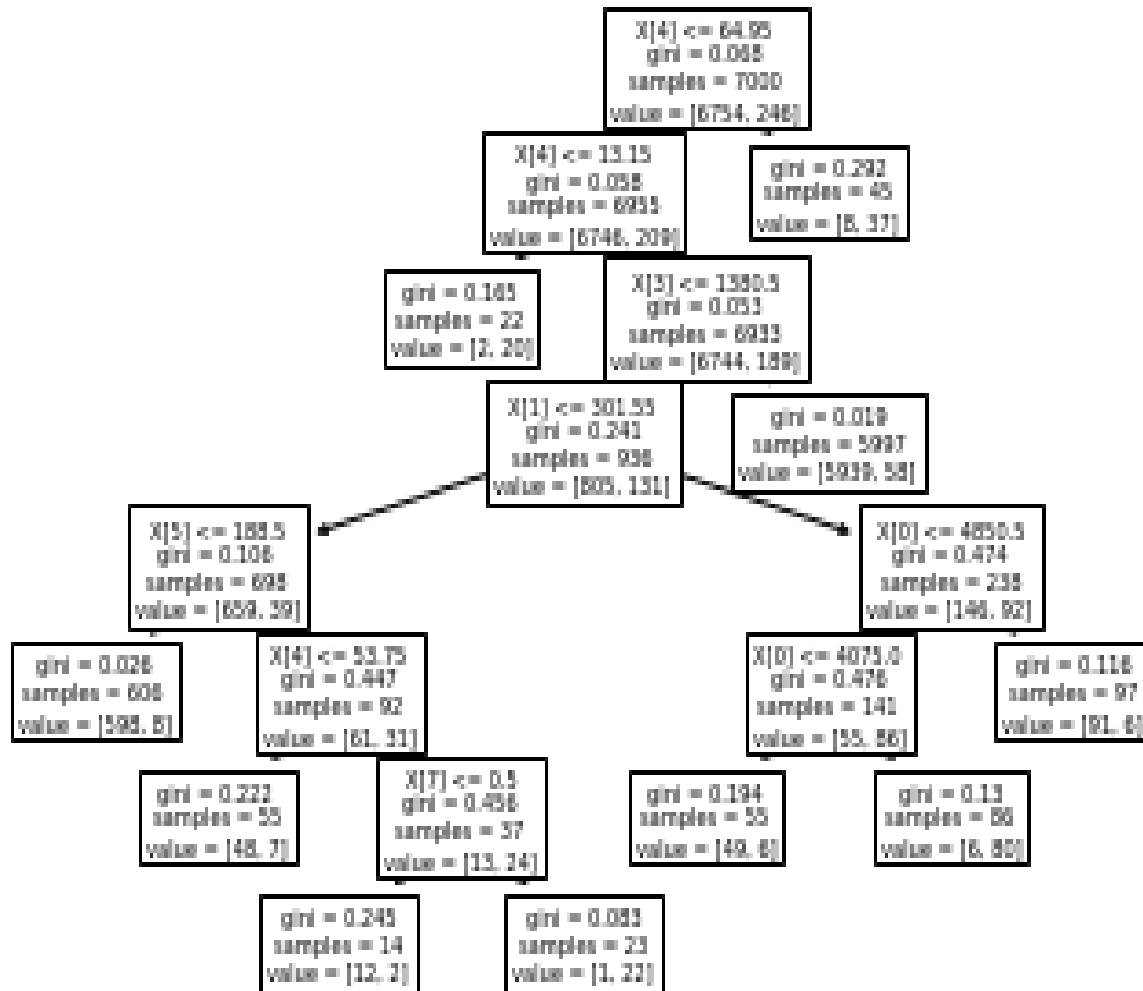 X[4] <= 64.95
gini = 0.068
samples = 7000
value = [6754, 246]
X[4] <= 13.15
gini = 0.058
samples = 6955
value = [6746, 209]
gini = 0.292
samples = 45
value = [8, 37]
gini = 0.165
samples = 22
value = [2, 20]
X[3] <= 1380.5
gini = 0.053
samples = 6933
value = [6744, 189]
X[1] <= 301.55
gini = 0.241
samples = 936
value = [805, 131]
gini = 0.019
samples = 5997
value = [5939, 58]
X[5] <= 188.5
gini = 0.106
samples = 698
value = [659, 39]
X[0] <= 4850.5
gini = 0.474
samples = 238
value = [146, 92]
gini = 0.026
samples = 606
value = [598, 8]
X[4] <= 53.75
gini = 0.447
samples = 92
value = [61, 31]
X[0] <= 4075.0
gini = 0.476
samples = 141
value = [55, 86]
gini = 0.116
samples = 97
value = [91, 6]
gini = 0.222
samples = 55
value = [48, 7]
X[7] <= 0.5
gini = 0.456
samples = 37
value = [13, 24]
gini = 0.194
samples = 55
value = [49, 6]
gini = 0.13
samples = 86
value = [6, 80]
gini = 0.245
samples = 14
value = [12, 2]
gini = 0.083
samples = 23
value = [1, 22]